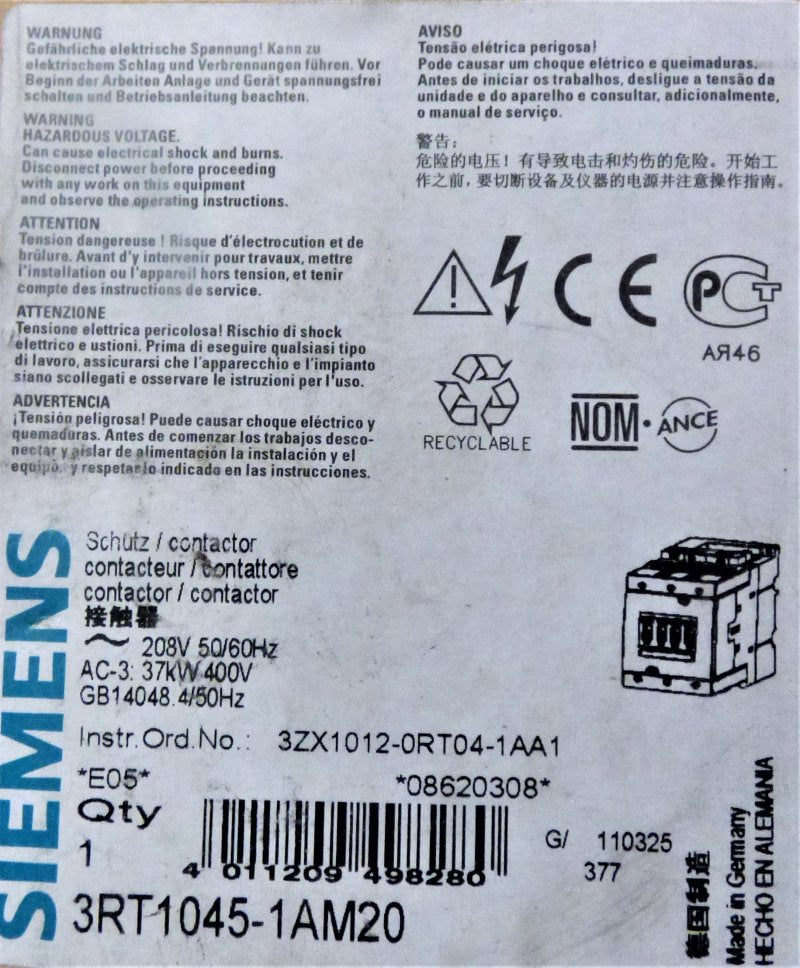 WARNUNG
Gefährliche elektrische Spannung! Kann zu
elektrischem Schlag und Verbrennungen führen. Vor
Beginn der Arbeiten Anlage und Gerät spannungsfrei
schalten und Betriebsanleitung beachten.
WARNING
HAZARDOUS VOLTAGE.
Can cause electrical shock and burns.
Disconnect power before proceeding
with any work on this equipment
and observe the operating instructions.
ATTENTION
Tension dangereuse ! Risque d'électrocution et de
brûlure. Avant d'y intervenir pour travaux, mettre
l'installation ou l'appareil hors tension, et tenir
compte des instructions de service.
ATTENZIONE
Tensione elettrica pericolosa! Rischio di shock
elettrico e ustioni. Prima di eseguire qualsiasi tipo
di lavoro, assicurarsi che l'apparecchio e l'impianto
siano scollegati e osservare le istruzioni per l'uso.
ADVERTENCIA
¡Tensión peligrosa! Puede causar choque eléctrico y
quemaduras. Antes de comenzar los trabajos desco-
nectar y aislar de alimentación la instalación y el
equipo. y respetar lo indicado en las instrucciones.
AVISO
Tensão elétrica perigosa!
Pode causar um choque elétrico e queimaduras.
Antes de iniciar os trabalhos, desligue a tensão da
unidade e do aparelho e consultar, adicionalmente,
o manual de serviço.
警告:
危险的电压！有导致电击和灼伤的危险。开始工
作之前,要切断设备及仪器的电源并注意操作指南。
CE
PCT
АЯ46
RECYCLABLE
NOM·ANCE
SIEMENS
Schütz / contactor
contacteur / contattore
contactor / contactor
接触器
~ 208V 50/60Hz
AC-3: 37kW 400V
GB14048.4/50Hz
Instr.Ord.No.: 3ZX1012-0RT04-1AA1
*E05* *08620308*
Qty
1
4 011209 498280
G/ 110325
377
3RT1045-1AM20
德国制造
Made in Germany
HECHO EN ALEMANIA